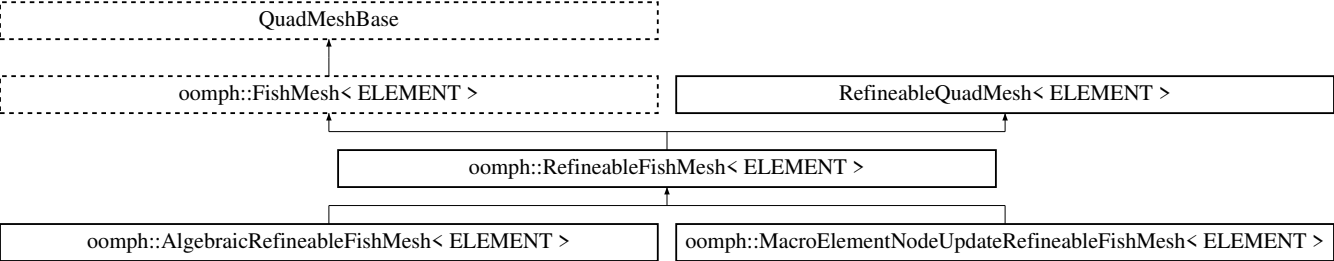 QuadMeshBase
oomph::FishMesh< ELEMENT >
RefineableQuadMesh< ELEMENT >
oomph::RefineableFishMesh< ELEMENT >
oomph::AlgebraicRefineableFishMesh< ELEMENT >
oomph::MacroElementNodeUpdateRefineableFishMesh< ELEMENT >